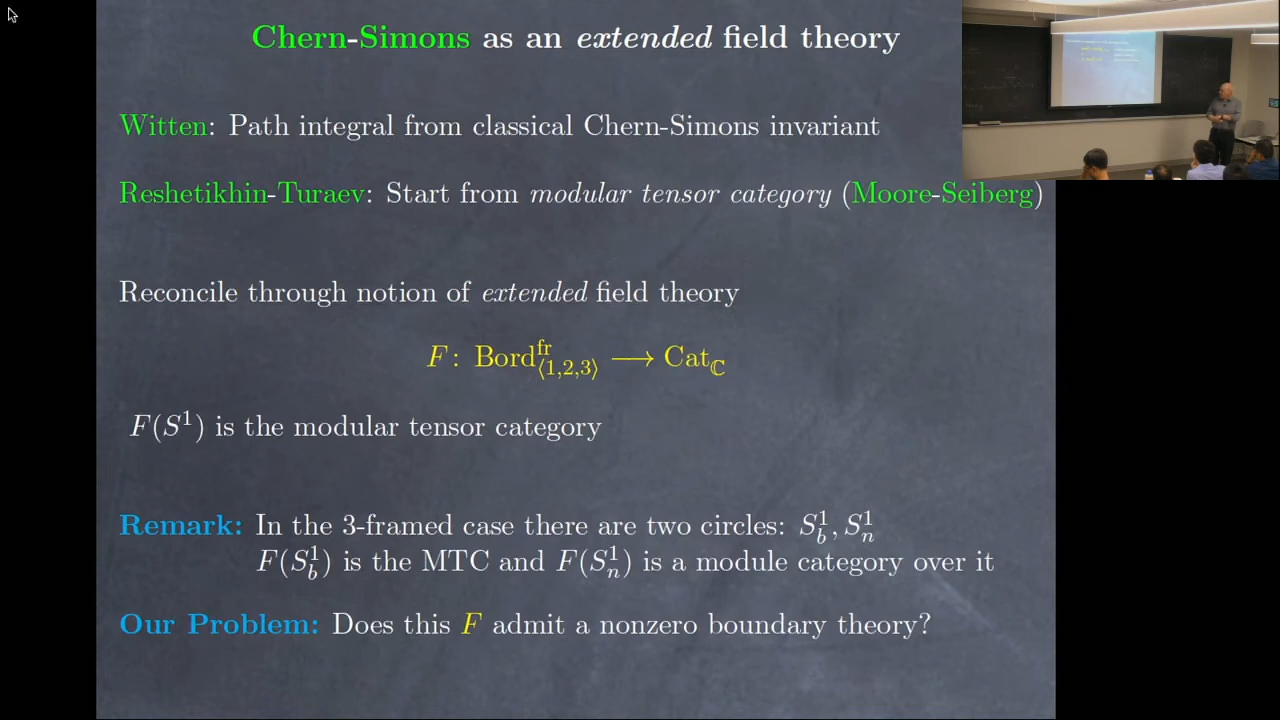 Chern-Simons as an extended field theory
Witten: Path integral from classical Chern-Simons invariant
Reshetikhin-Turaev: Start from modular tensor category (Moore-Seiberg)
Reconcile through notion of extended field theory
F : Bord^{fr}_{⟨1,2,3⟩} ⟶ Cat_ℂ
F(S¹) is the modular tensor category
Remark: In the 3-framed case there are two circles: S^1_b, S^1_n
F(S^1_b) is the MTC and F(S^1_n) is a module category over it
Our Problem: Does this F admit a nonzero boundary theory?